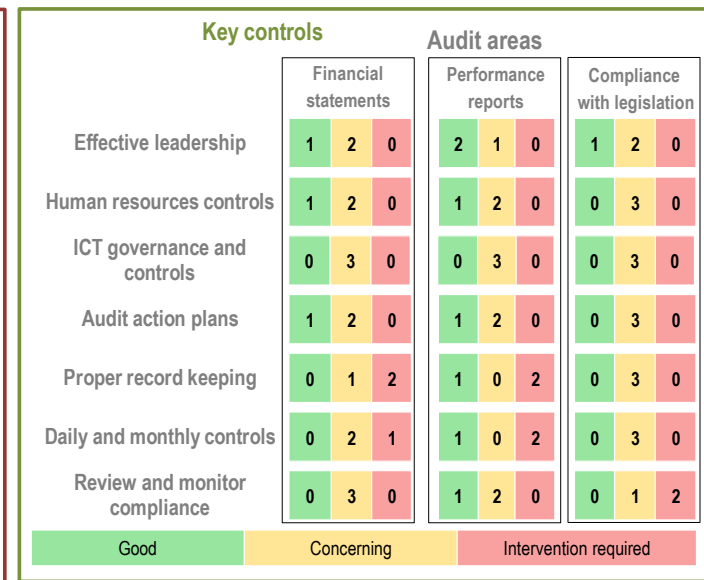 Key controls
Audit areas
Financial statements
Performance reports
Compliance with legislation
Effective leadership 1 2 0 2 1 0 1 2 0
Human resources controls 1 2 0 1 2 0 0 3 0
ICT governance and controls 0 3 0 0 3 0 0 3 0
Audit action plans 1 2 0 1 2 0 0 3 0
Proper record keeping 0 1 2 1 0 2 0 3 0
Daily and monthly controls 0 2 1 1 0 2 0 3 0
Review and monitor compliance 0 3 0 1 2 0 0 1 2
Good Concerning Intervention required